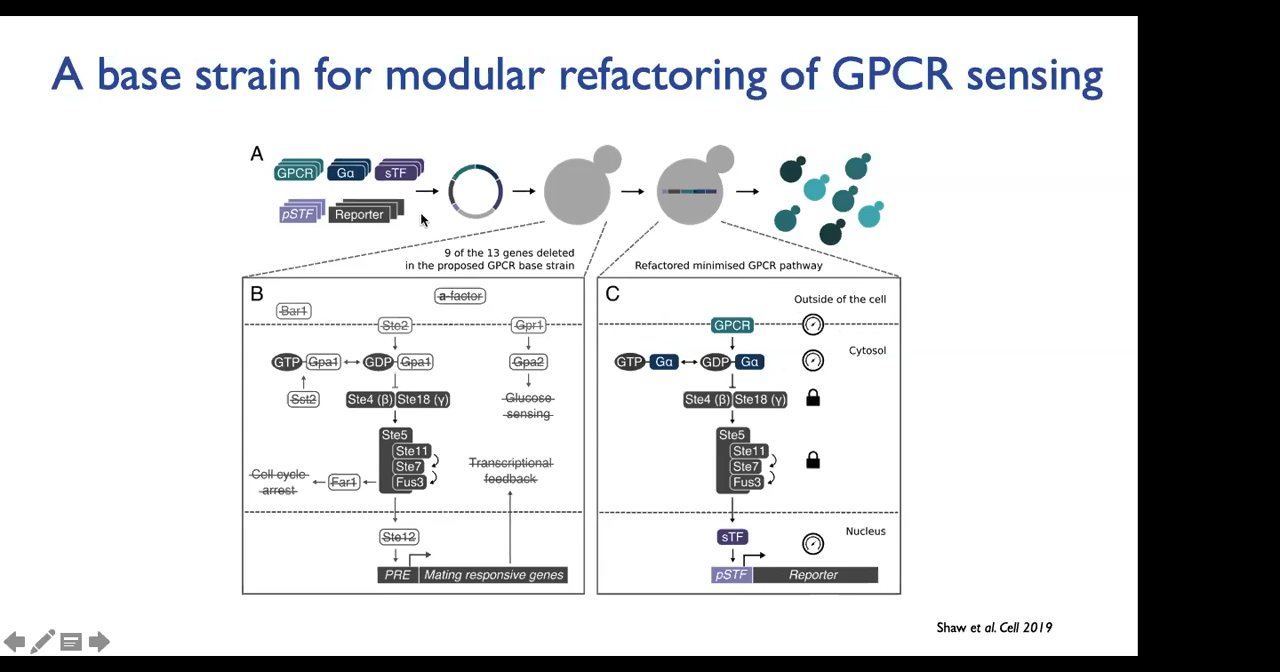 A base strain for modular refactoring of GPCR sensing
A
GPCR
Gα
sTF
pSTF
Reporter
9 of the 13 genes deleted
in the proposed GPCR base strain
Refactored minimised GPCR pathway
B
a-factor
Bar1
Ste2
Gpr1
GTP
Gpa1
GDP
Gpa1
Gpa2
Sst2
Ste4 (β)
Ste18 (γ)
Glucose
sensing
Ste5
Ste11
Ste7
Fus3
Cell cycle
arrest
Far1
Transcriptional
feedback
Ste12
PRE
Mating responsive genes
C
Outside of the cell
GPCR
Cytosol
GTP
Gα
GDP
Gα
Ste4 (β)
Ste18 (γ)
Ste5
Ste11
Ste7
Fus3
Nucleus
sTF
pSTF
Reporter
Shaw et al. Cell 2019